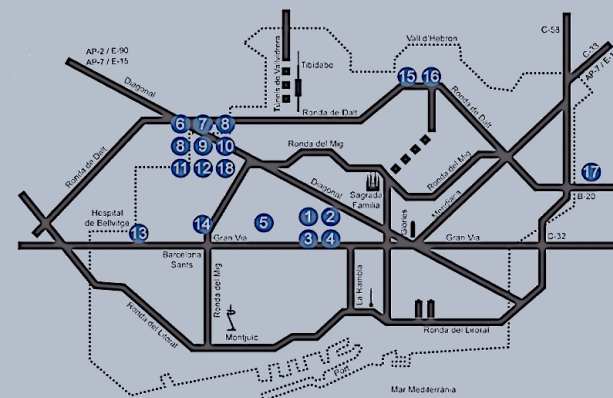 C-58
Vall d'Hebron
C-33
AP-7 / E-15
AP-2 / E-90
AP-7 / E-15
Túnels de Vallvidrera
Tibidabo
Diagonal
15 16
Ronda de Dalt
Ronda de Dalt
6 7 8
Ronda del Mig
8 9 10
Ronda de Dalt
Ronda del Mig
11 12 18
Diagonal
Sagrada
Família
Meridiana
17
B-20
Hospital
de Bellvitge
1 2
14
5
Glòries
13
Gran Via
3 4
Gran Via
C-32
Barcelona
Sants
Ronda del Mig
La Rambla
Ronda del Litoral
Montjuïc
Ronda del Litoral
Port
Mar Mediterrània